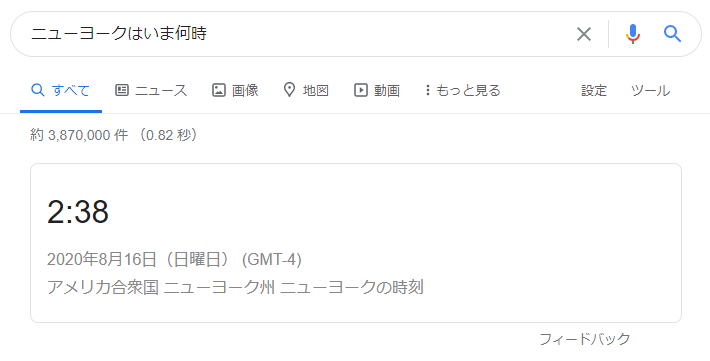 ニューヨークはいま何時
すべて ニュース 画像 地図 動画 もっと見る 設定 ツール
約 3,870,000 件 （0.82 秒）
2:38
2020年8月16日（日曜日） (GMT-4)
アメリカ合衆国 ニューヨーク州 ニューヨークの時刻
フィードバック